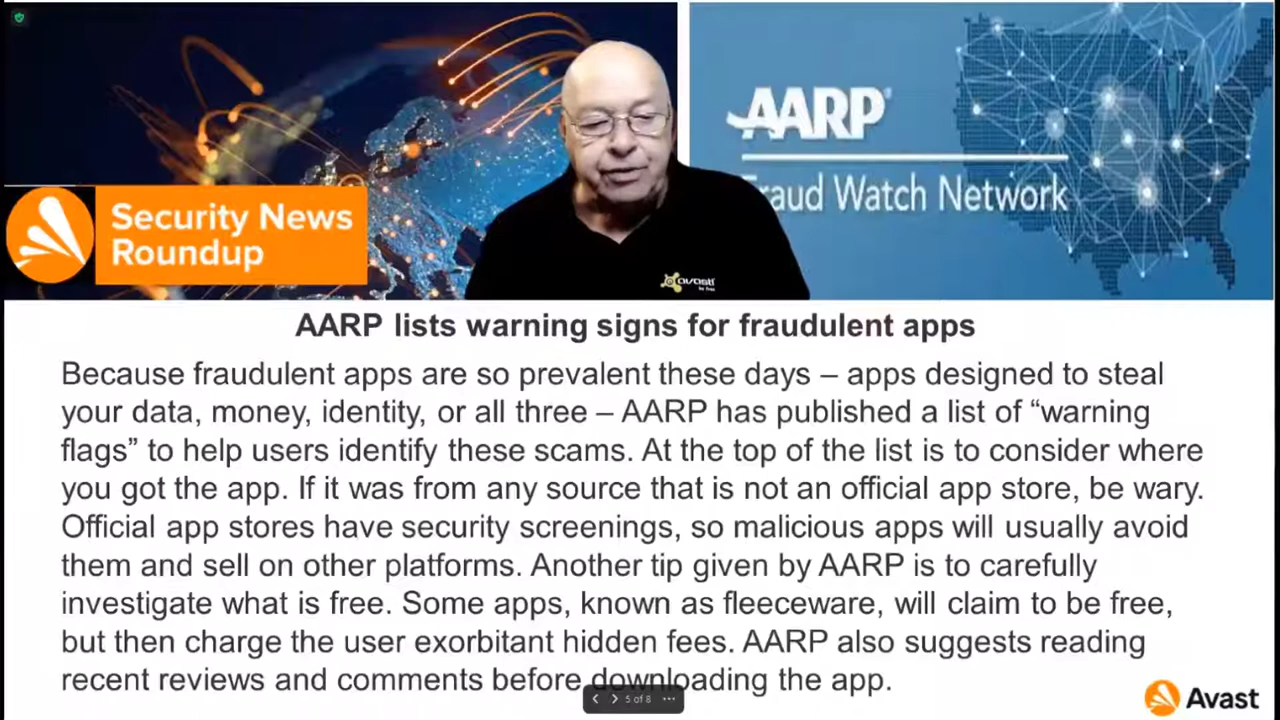 AARP
Fraud Watch Network
Security News
Roundup
avast!
AARP lists warning signs for fraudulent apps
Because fraudulent apps are so prevalent these days – apps designed to steal
your data, money, identity, or all three – AARP has published a list of “warning
flags” to help users identify these scams. At the top of the list is to consider where
you got the app. If it was from any source that is not an official app store, be wary.
Official app stores have security screenings, so malicious apps will usually avoid
them and sell on other platforms. Another tip given by AARP is to carefully
investigate what is free. Some apps, known as fleeceware, will claim to be free,
but then charge the user exorbitant hidden fees. AARP also suggests reading
recent reviews and comments before downloading the app.
5 of 8
Avast